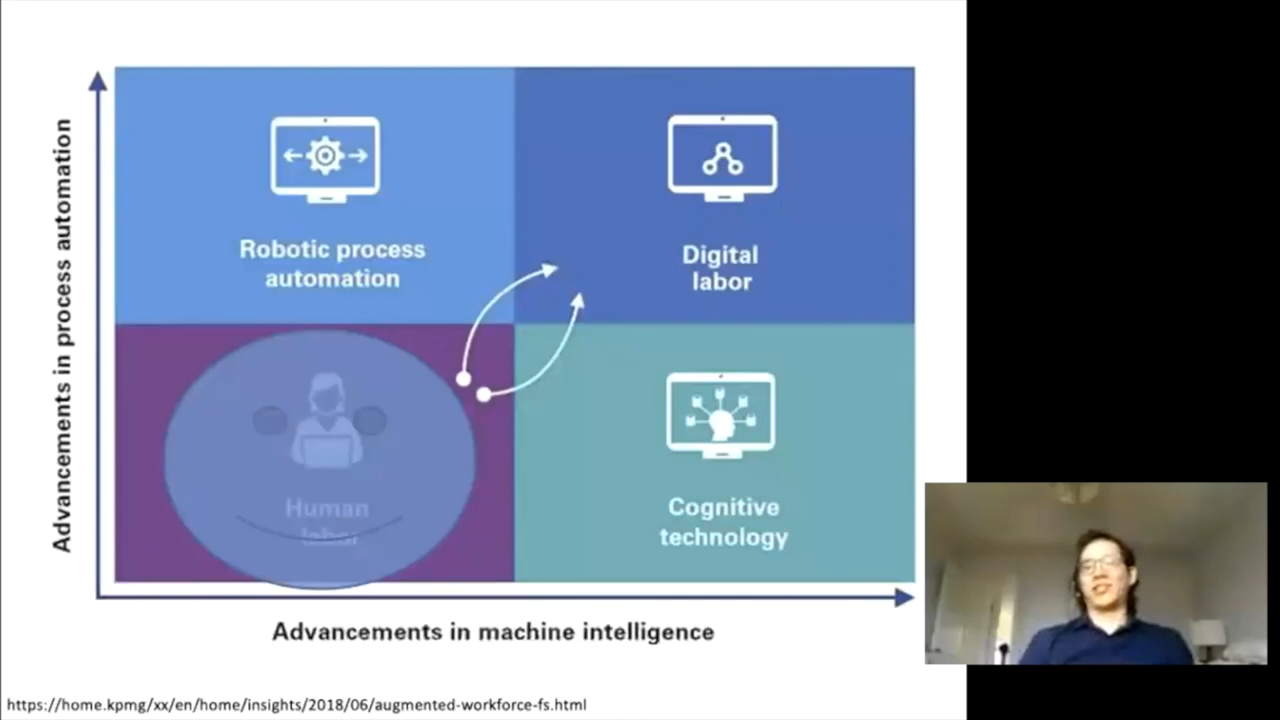 Advancements in process automation
Robotic process
automation
Digital
labor
Human
labor
Cognitive
technology
Advancements in machine intelligence
https://home.kpmg/xx/en/home/insights/2018/06/augmented-workforce-fs.html